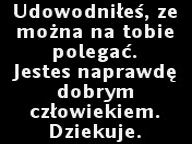 Udowodniłeś, ze
można na tobie
polegać.
Jestes naprawdę
dobrym
człowiekiem.
Dziekuje.